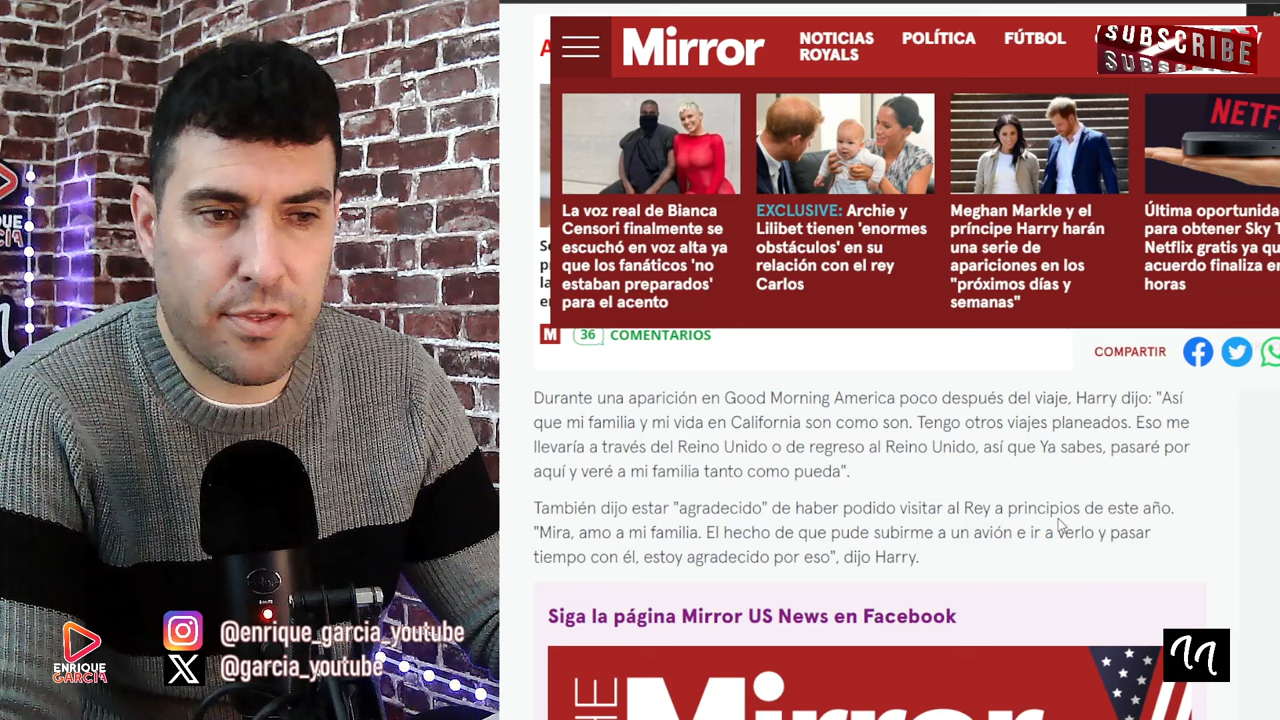 Mirror
NOTICIAS
ROYALS
POLÍTICA
FÚTBOL
SUBSCRIBE
La voz real de Bianca
Censori finalmente se
escuchó en voz alta ya
que los fanáticos 'no
estaban preparados'
para el acento
EXCLUSIVE: Archie y
Lilibet tienen 'enormes
obstáculos' en su
relación con el rey
Carlos
Meghan Markle y el
príncipe Harry harán
una serie de
apariciones en los
"próximos días y
semanas"
NETF
Última oportunida
para obtener Sky T
Netflix gratis ya qu
acuerdo finaliza en
horas
M 36 COMENTARIOS
COMPARTIR
Durante una aparición en Good Morning America poco después del viaje, Harry dijo: "Así
que mi familia y mi vida en California son como son. Tengo otros viajes planeados. Eso me
llevaría a través del Reino Unido o de regreso al Reino Unido, así que Ya sabes, pasaré por
aquí y veré a mi familia tanto como pueda".
También dijo estar "agradecido" de haber podido visitar al Rey a principios de este año.
"Mira, amo a mi familia. El hecho de que pude subirme a un avión e ir a verlo y pasar
tiempo con él, estoy agradecido por eso", dijo Harry.
Siga la página Mirror US News en Facebook
THE Mirror
@enrique_garcia_youtube
@garcia_youtube
ENRIQUE
GARCIA